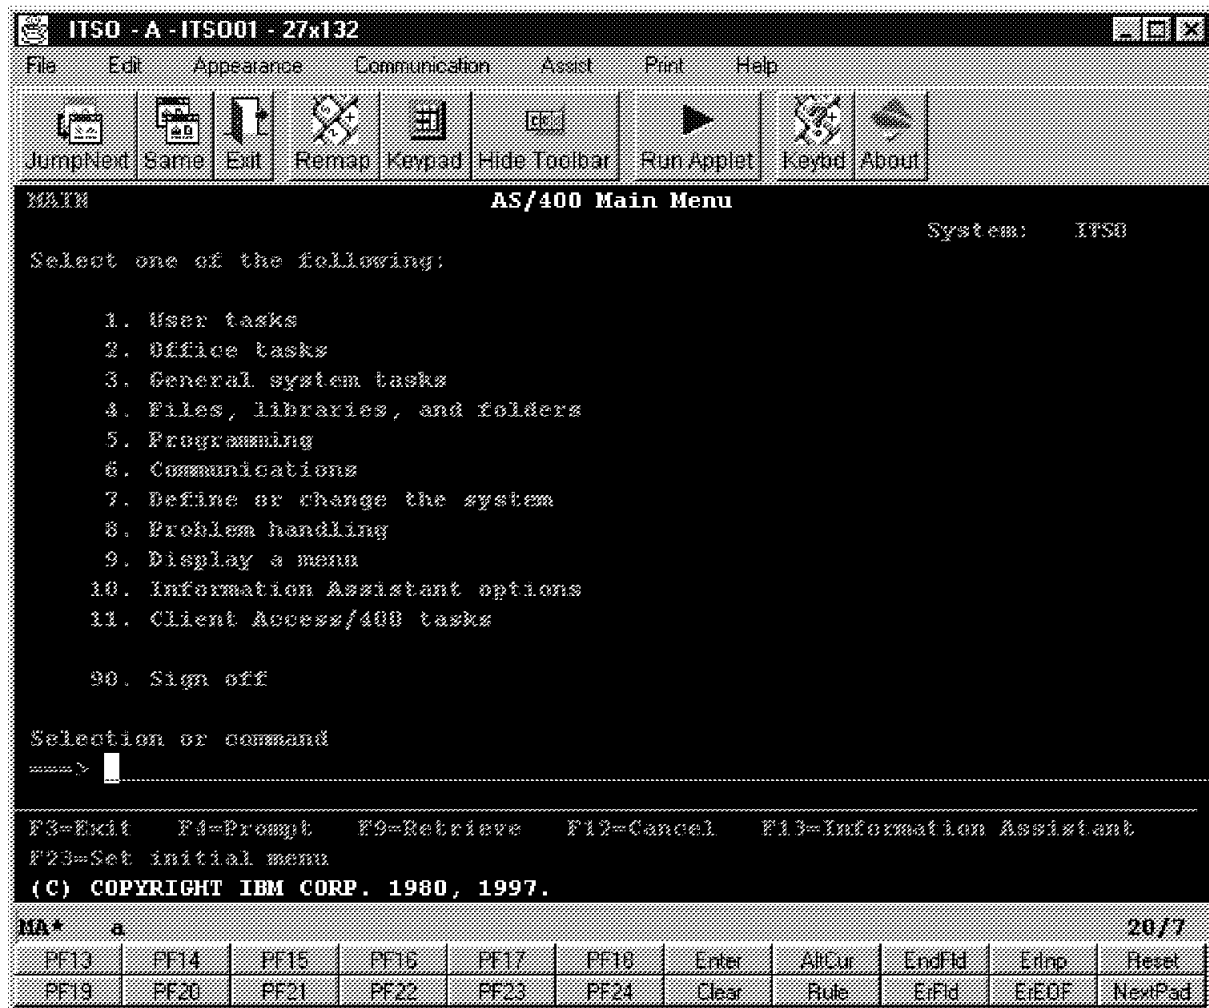 ITSO - A - ITSO01 - 27x132
File Edit Appearance Communication Assist Print Help
JumpNext Same Exit Remap Keypad Hide Toolbar Run Applet Keybd About
MAIN AS/400 Main Menu
System: ITSO
Select one of the following:
1. User tasks
2. Office tasks
3. General system tasks
4. Files, libraries, and folders
5. Programming
6. Communications
7. Define or change the system
8. Problem handling
9. Display a menu
10. Information Assistant options
11. Client Access/400 tasks
90. Sign off
Selection or command
===>
F3=Exit F4=Prompt F9=Retrieve F12=Cancel F13=Information Assistant
F23=Set initial menu
(C) COPYRIGHT IBM CORP. 1980, 1997.
MA* a 20/7
PF13 PF14 PF15 PF16 PF17 PF18 Enter AltCur EndFld ErInp Reset
PF19 PF20 PF21 PF22 PF23 PF24 Clear Rule ErFld ErEOF NextPad